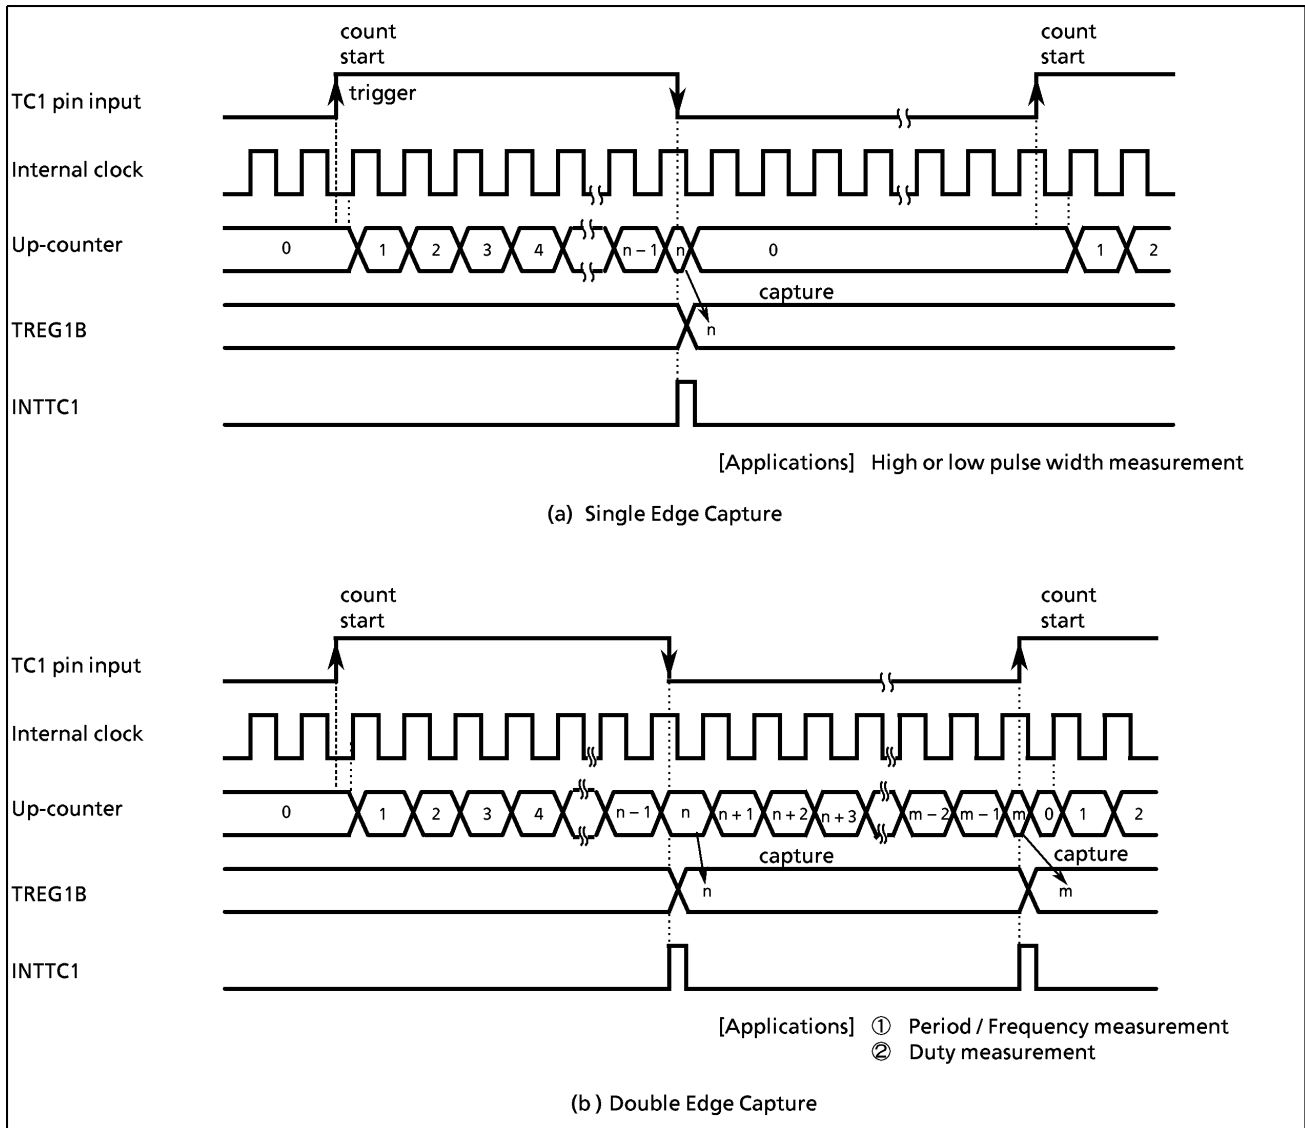 count
start
count
start
TC1 pin input
trigger
Internal clock
Up-counter
0 1 2 3 4 n – 1 n 0 1 2
capture
TREG1B
n
INTTC1
[Applications] High or low pulse width measurement
(a) Single Edge Capture
count
start
count
start
TC1 pin input
Internal clock
Up-counter
0 1 2 3 4 n – 1 n n + 1 n + 2 n + 3 m – 2 m – 1 m 0 1 2
capture
capture
TREG1B
n
m
INTTC1
[Applications] ① Period / Frequency measurement
② Duty measurement
(b ) Double Edge Capture